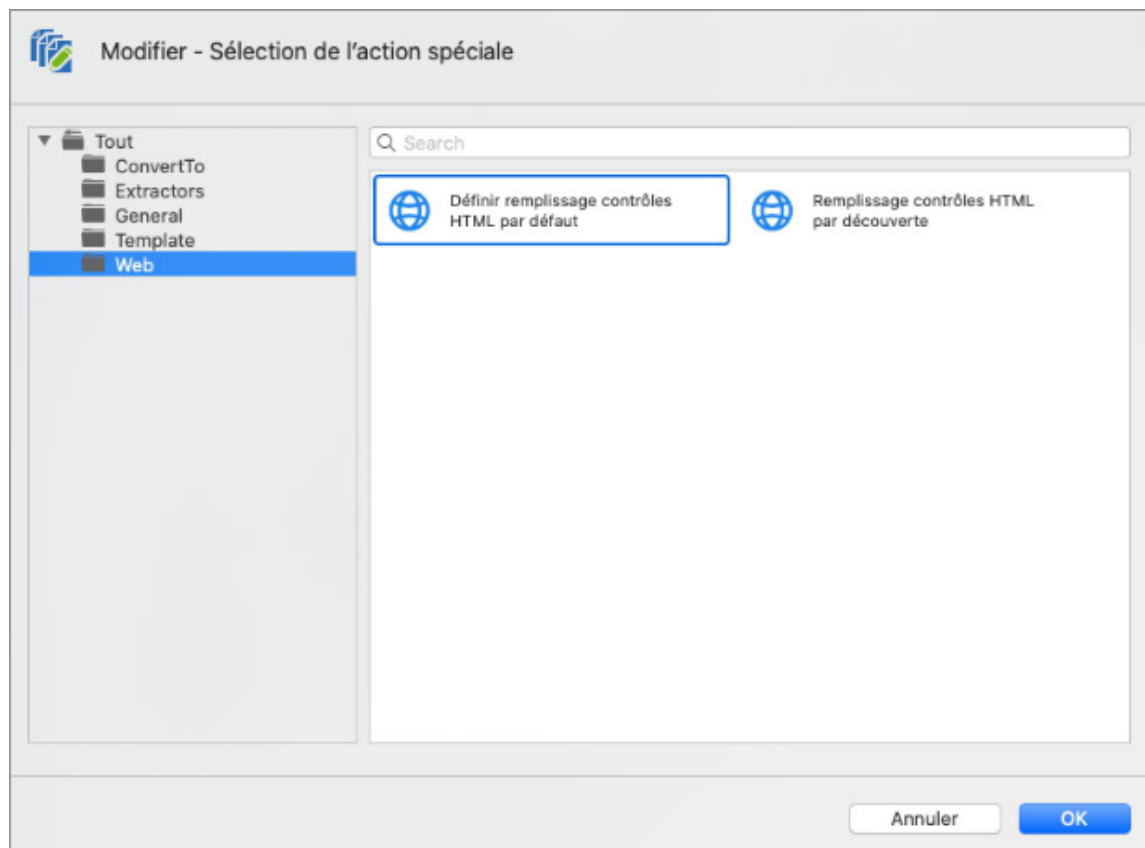 Modifier - Sélection de l'action spéciale
Tout
ConvertTo
Extractors
General
Template
Web
Search
Définir remplissage contrôles
HTML par défaut
Remplissage contrôles HTML
par découverte
Annuler
OK